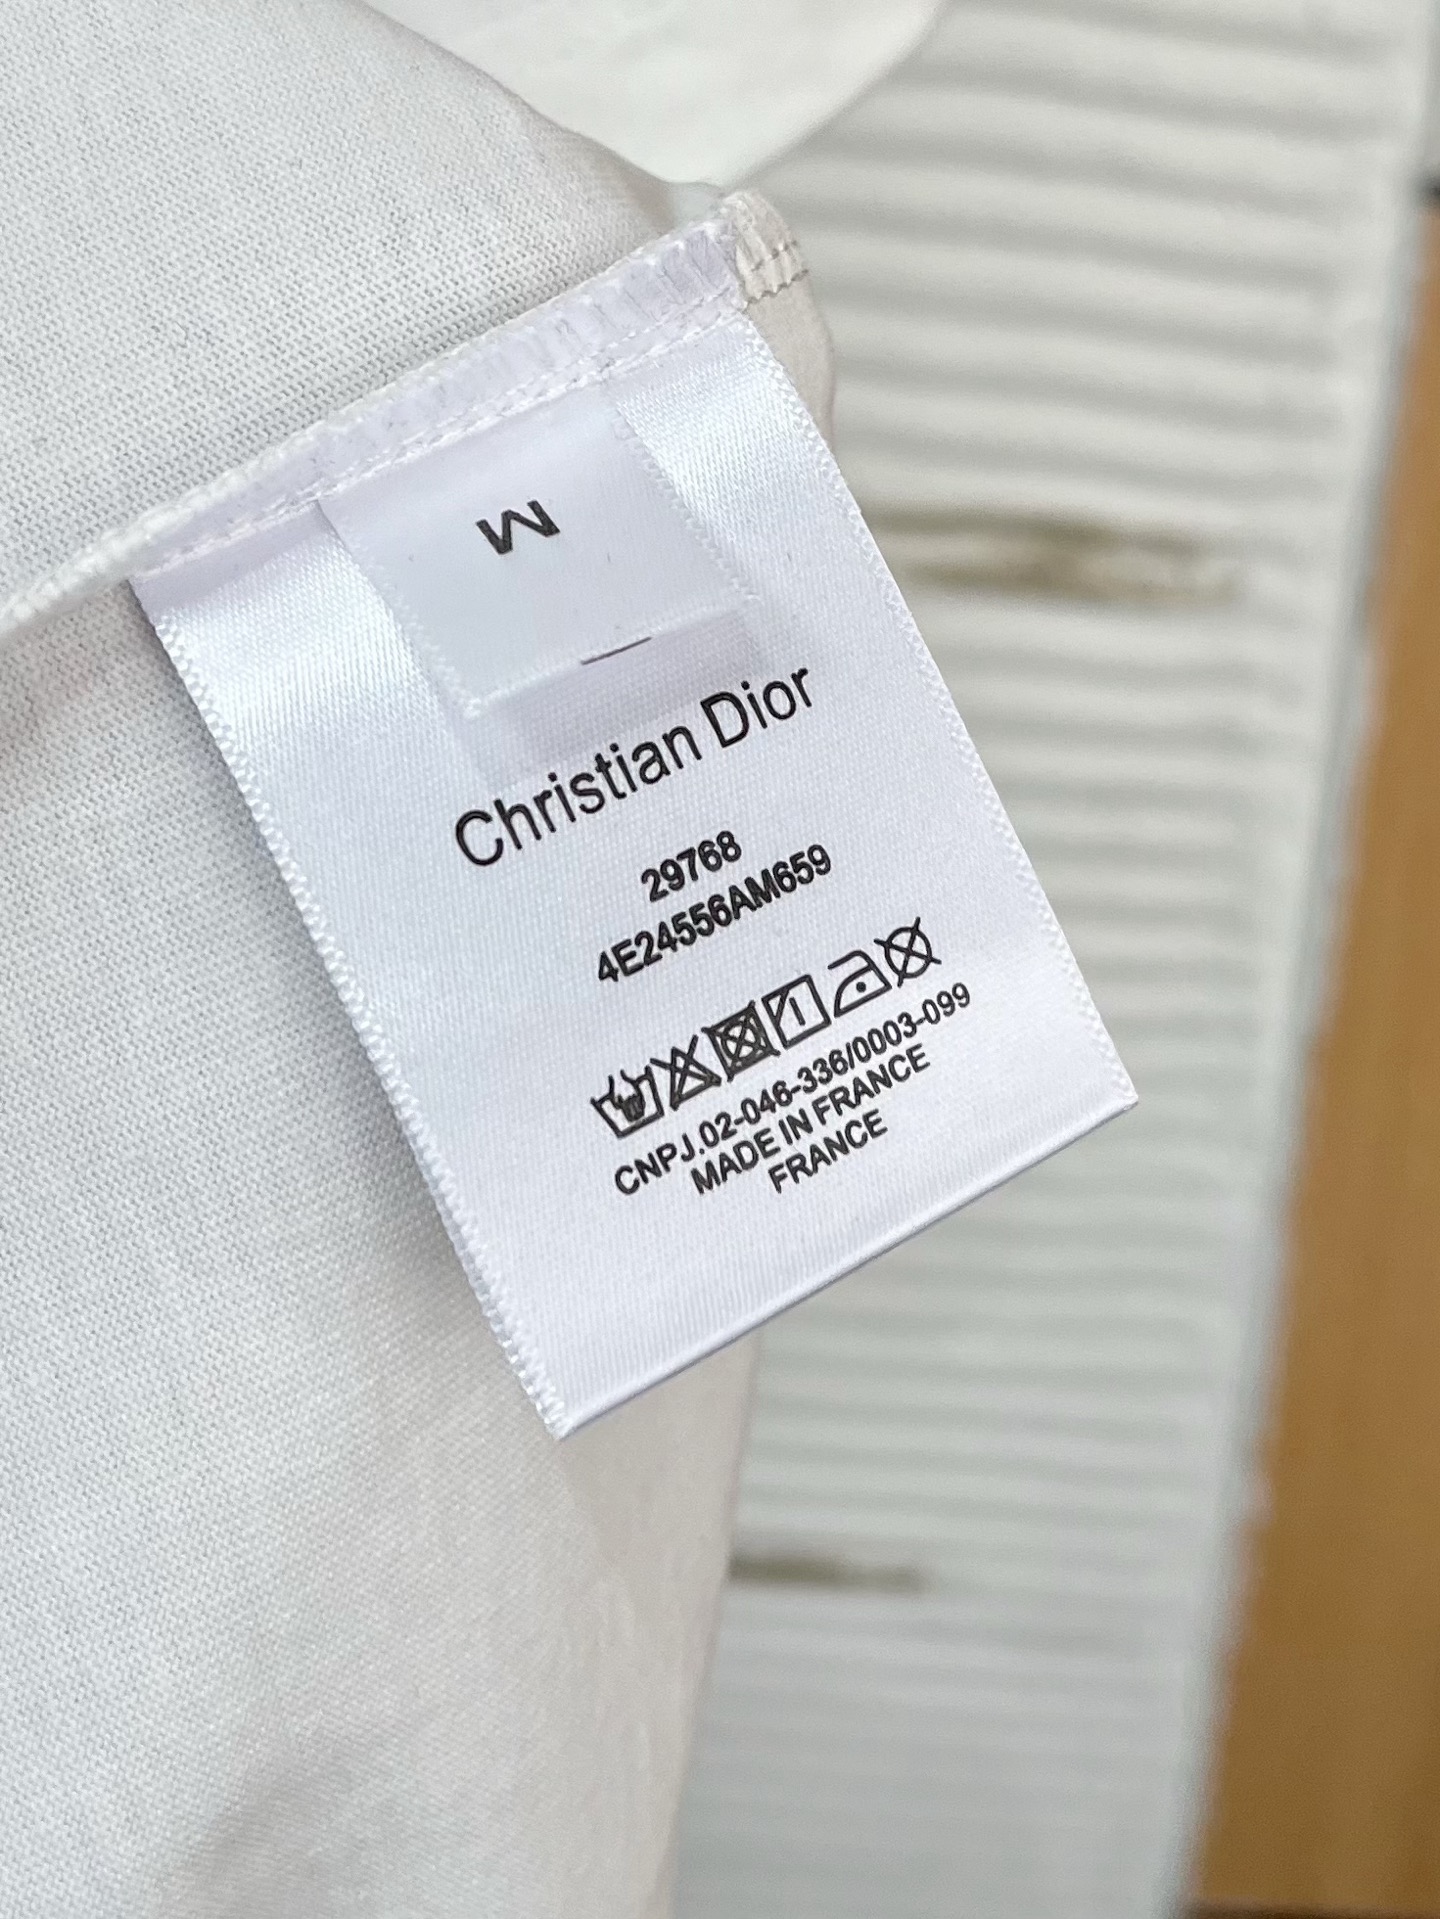 M
Christian Dior
29768
4E24556AM659
CNPJ.02-046-336/0003-099
MADE IN FRANCE
FRANCE